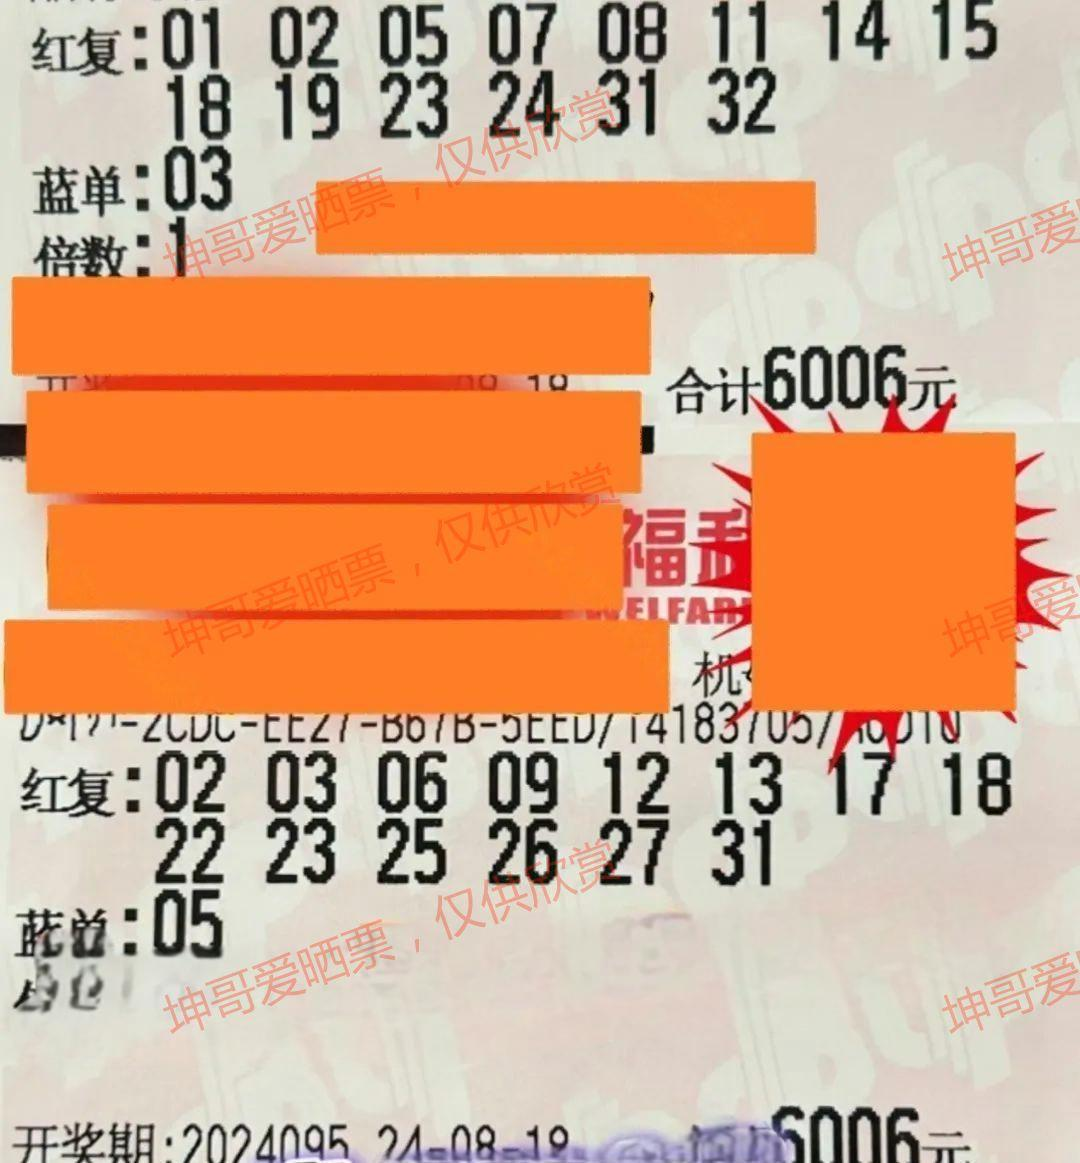 红复:01 02 05 07 08 11 14 15
18 19 23 24 31 32
蓝单:03
倍数:1
合计6006元
福利
WELFAR
机
-2CDC-EE27-B67B-5EED/14183705/
红复:02 03 06 09 12 13 17 18
22 23 25 26 27 31
蓝单:05
开奖期:2024095 24-08-18 6006元
坤哥爱晒票，仅供欣赏
坤哥爱晒票，仅供欣赏
坤哥爱晒票，仅供欣赏
坤哥爱
坤哥爱
坤哥爱